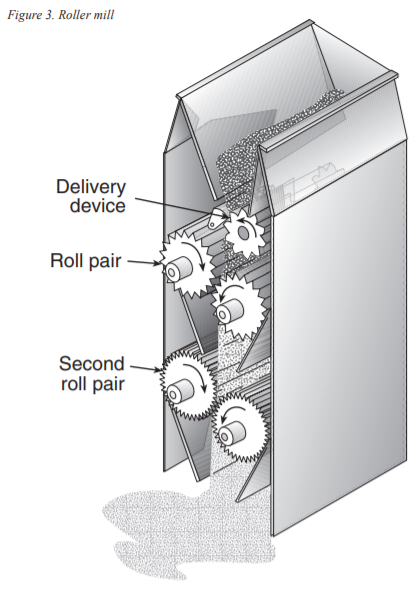 Figure 3. Roller mill
Delivery
device
Roll pair
Second
roll pair